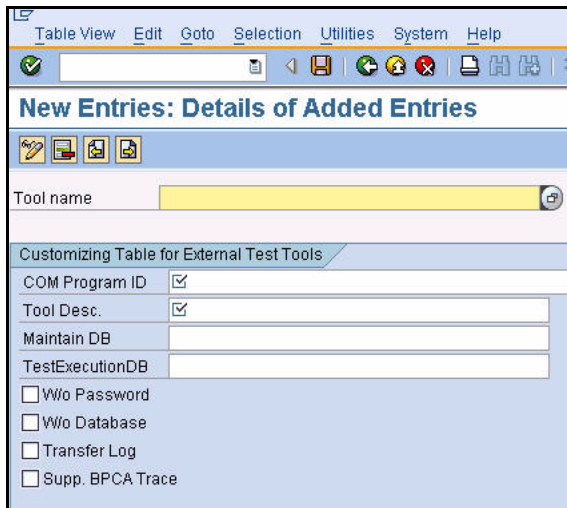 Table View Edit Goto Selection Utilities System Help
New Entries: Details of Added Entries
Tool name
Customizing Table for External Test Tools
COM Program ID
Tool Desc.
Maintain DB
TestExecutionDB
W/o Password
W/o Database
Transfer Log
Supp. BPCA Trace